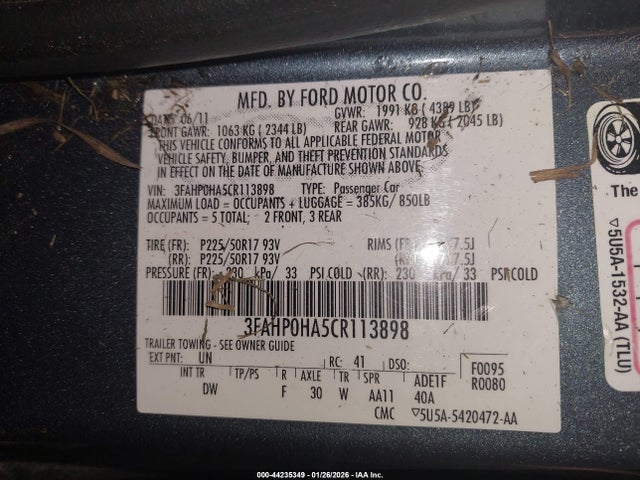 MFD. BY FORD MOTOR CO.
DATE: 06/11 GVWR: 1991 KG ( 4389 LB)
FRONT GAWR: 1063 KG ( 2344 LB) REAR GAWR: 928 KG ( 2045 LB)
THIS VEHICLE CONFORMS TO ALL APPLICABLE FEDERAL MOTOR
VEHICLE SAFETY, BUMPER, AND THEFT PREVENTION STANDARDS
IN EFFECT ON THE DATE OF MANUFACTURE SHOWN ABOVE.
VIN: 3FAHP0HA5CR113898 TYPE: Passenger Car
MAXIMUM LOAD = OCCUPANTS + LUGGAGE = 385KG/ 850LB
OCCUPANTS = 5 TOTAL; 2 FRONT, 3 REAR
TIRE (FR): P225/50R17 93V RIMS 7.5J
(RR): P225/50R17 93V 7.5J
PRESSURE (FR): 230 kPa/ 33 PSI COLD (RR): 230 kPa/ 33 PSI COLD
3FAHP0HA5CR113898
TRAILER TOWING - SEE OWNER GUIDE
EXT PNT: UN RC: 41 DSO: F0095
INT TR TP/PS R AXLE TR SPR ADE1F R0080
DW F 30 W AA11 40A
CMC ▽5U5A-5420472-AA
The
▽5U5A-1532-AA (TLU)
000-44235349 | 01/26/2026 - IAA Inc.